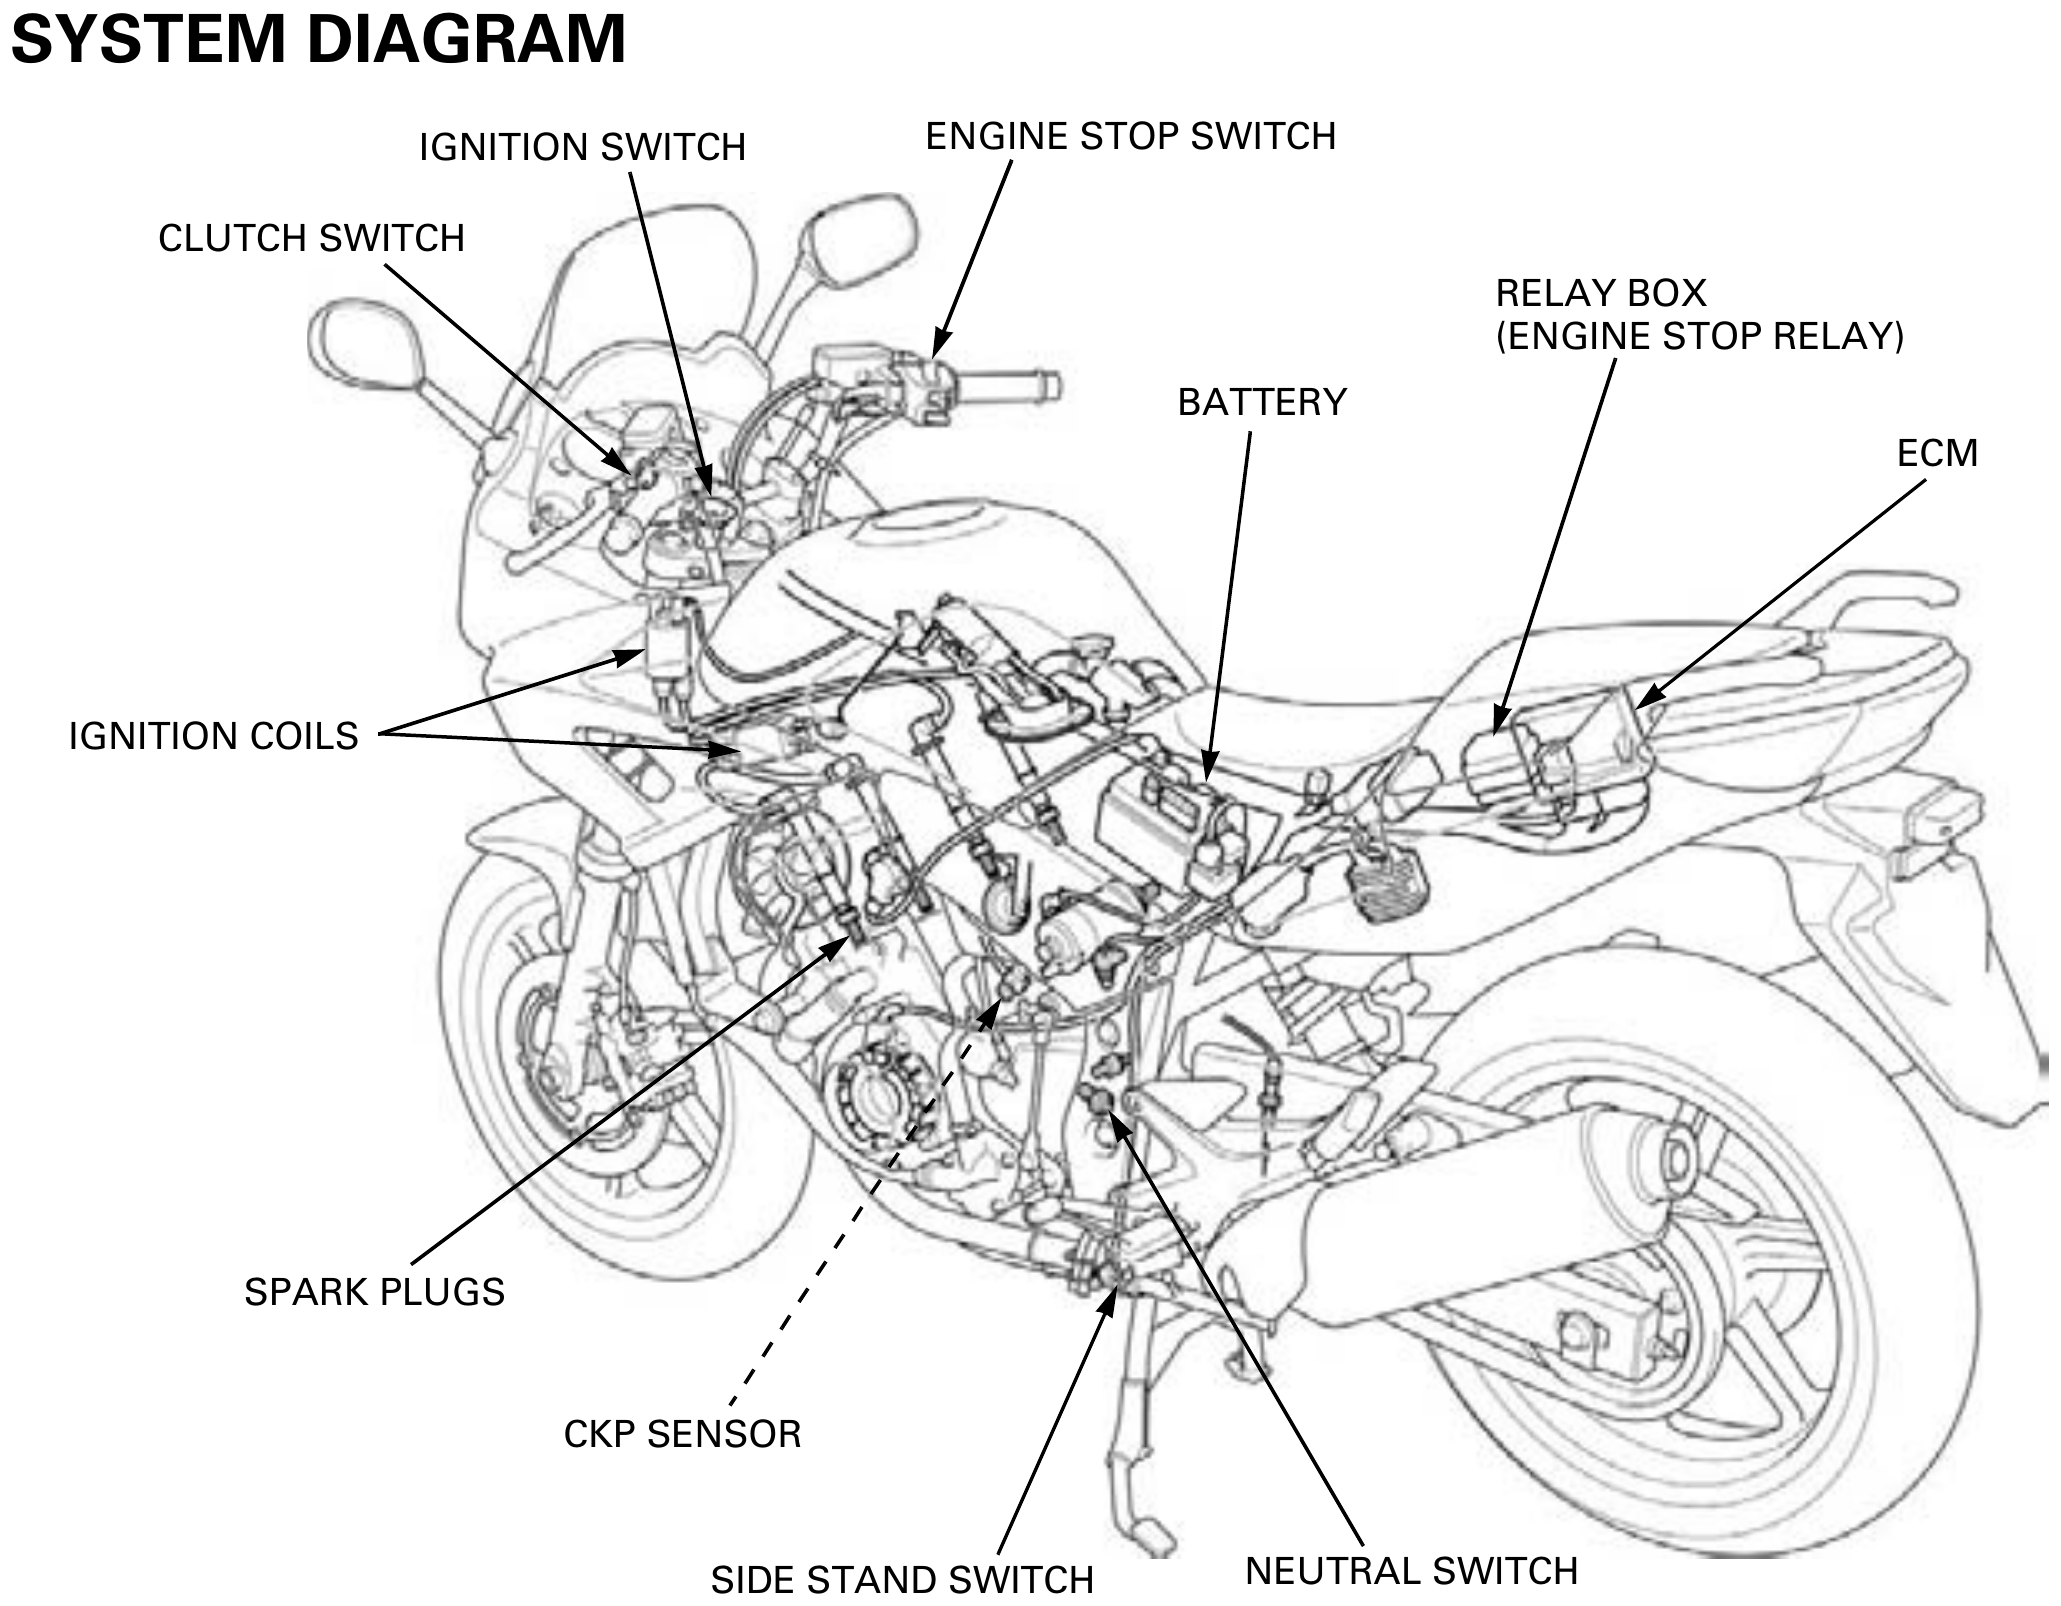 SYSTEM DIAGRAM
ENGINE STOP SWITCH
IGNITION SWITCH
CLUTCH SWITCH
RELAY BOX
(ENGINE STOP RELAY)
BATTERY
ECM
IGNITION COILS
SPARK PLUGS
CKP SENSOR
SIDE STAND SWITCH
NEUTRAL SWITCH